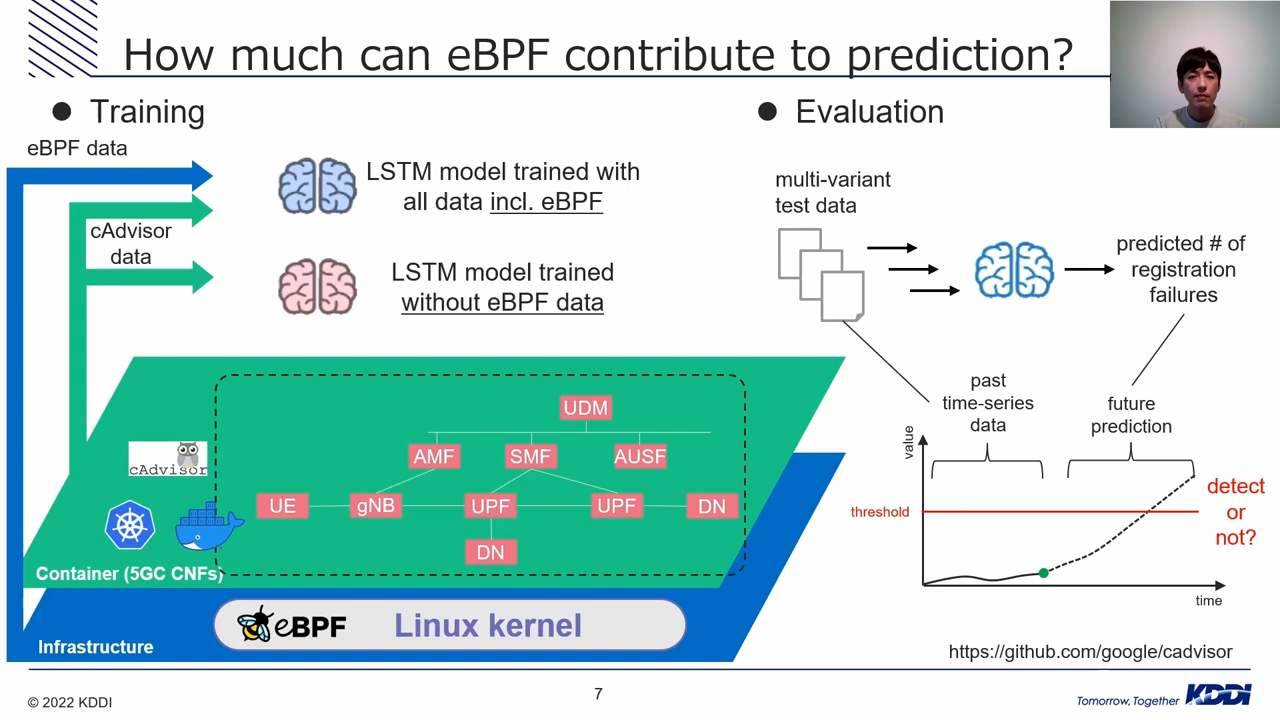 How much can eBPF contribute to prediction?
● Training
eBPF data
cAdvisor
data
LSTM model trained with
all data incl. eBPF
LSTM model trained
without eBPF data
UDM
AMF
SMF
AUSF
UE
gNB
UPF
UPF
DN
DN
cAdvisor
Container (5GC CNFs)
eBPF
Linux kernel
Infrastructure
● Evaluation
multi-variant
test data
predicted # of
registration
failures
past
time-series
data
future
prediction
value
threshold
detect
or
not?
time
https://github.com/google/cadvisor
© 2022 KDDI
7
Tomorrow, Together KDDI